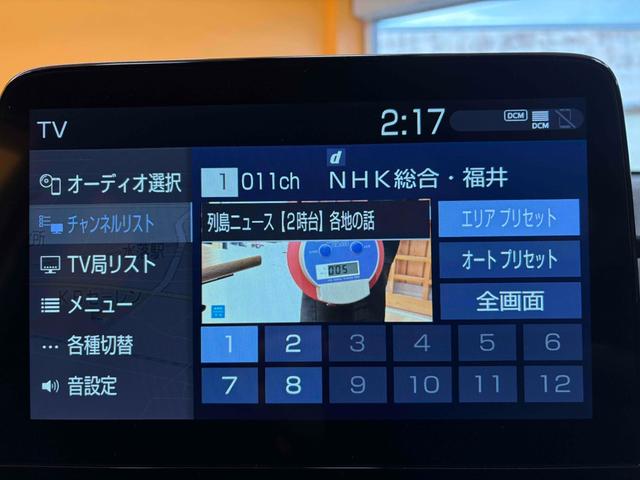 TV
2:17
DCM
DCM
d
オーディオ選択
1 011ch NHK総合・福井
チャンネルリスト
列島ニュース【2時台】各地の話
エリア プリセット
TV局リスト
005
オート プリセット
メニュー
全画面
各種切替
1 2 3 4 5 6
音設定
7 8 9 10 11 12